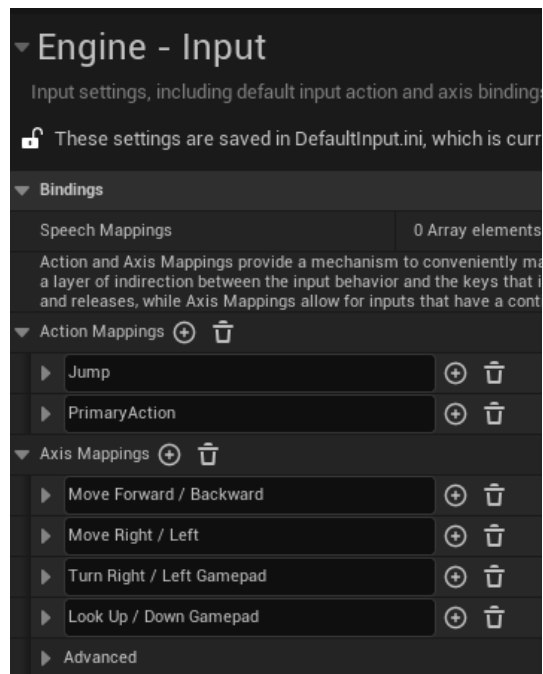 Engine - Input
Input settings, including default input action and axis bindings
These settings are saved in DefaultInput.ini, which is curr
Bindings
Speech Mappings 0 Array elements
Action and Axis Mappings provide a mechanism to conveniently ma
a layer of indirection between the input behavior and the keys that i
and releases, while Axis Mappings allow for inputs that have a cont
Action Mappings
Jump
PrimaryAction
Axis Mappings
Move Forward / Backward
Move Right / Left
Turn Right / Left Gamepad
Look Up / Down Gamepad
Advanced